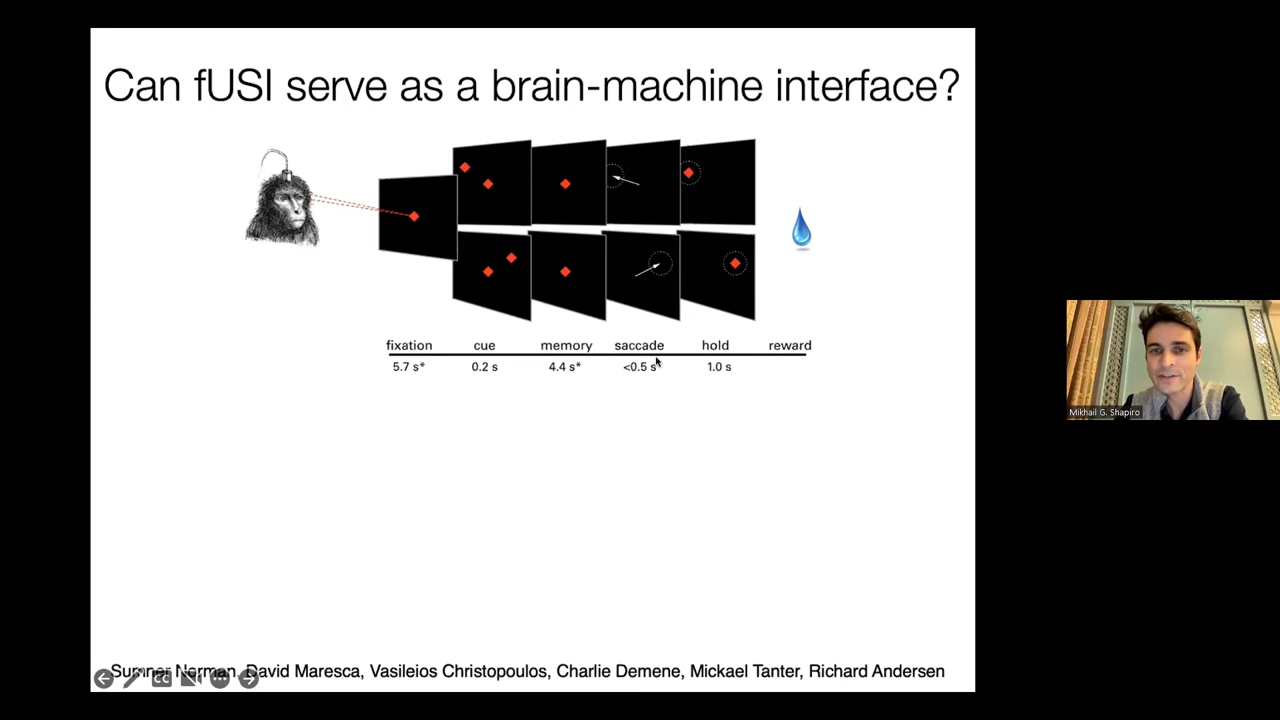 Can fUSI serve as a brain-machine interface?
fixation cue memory saccade hold reward
5.7 s* 0.2 s 4.4 s* <0.5 s* 1.0 s
Mikhail G. Shapiro
Sumner Norman, David Maresca, Vasileios Christopoulos, Charlie Demene, Mickael Tanter, Richard Andersen
CC